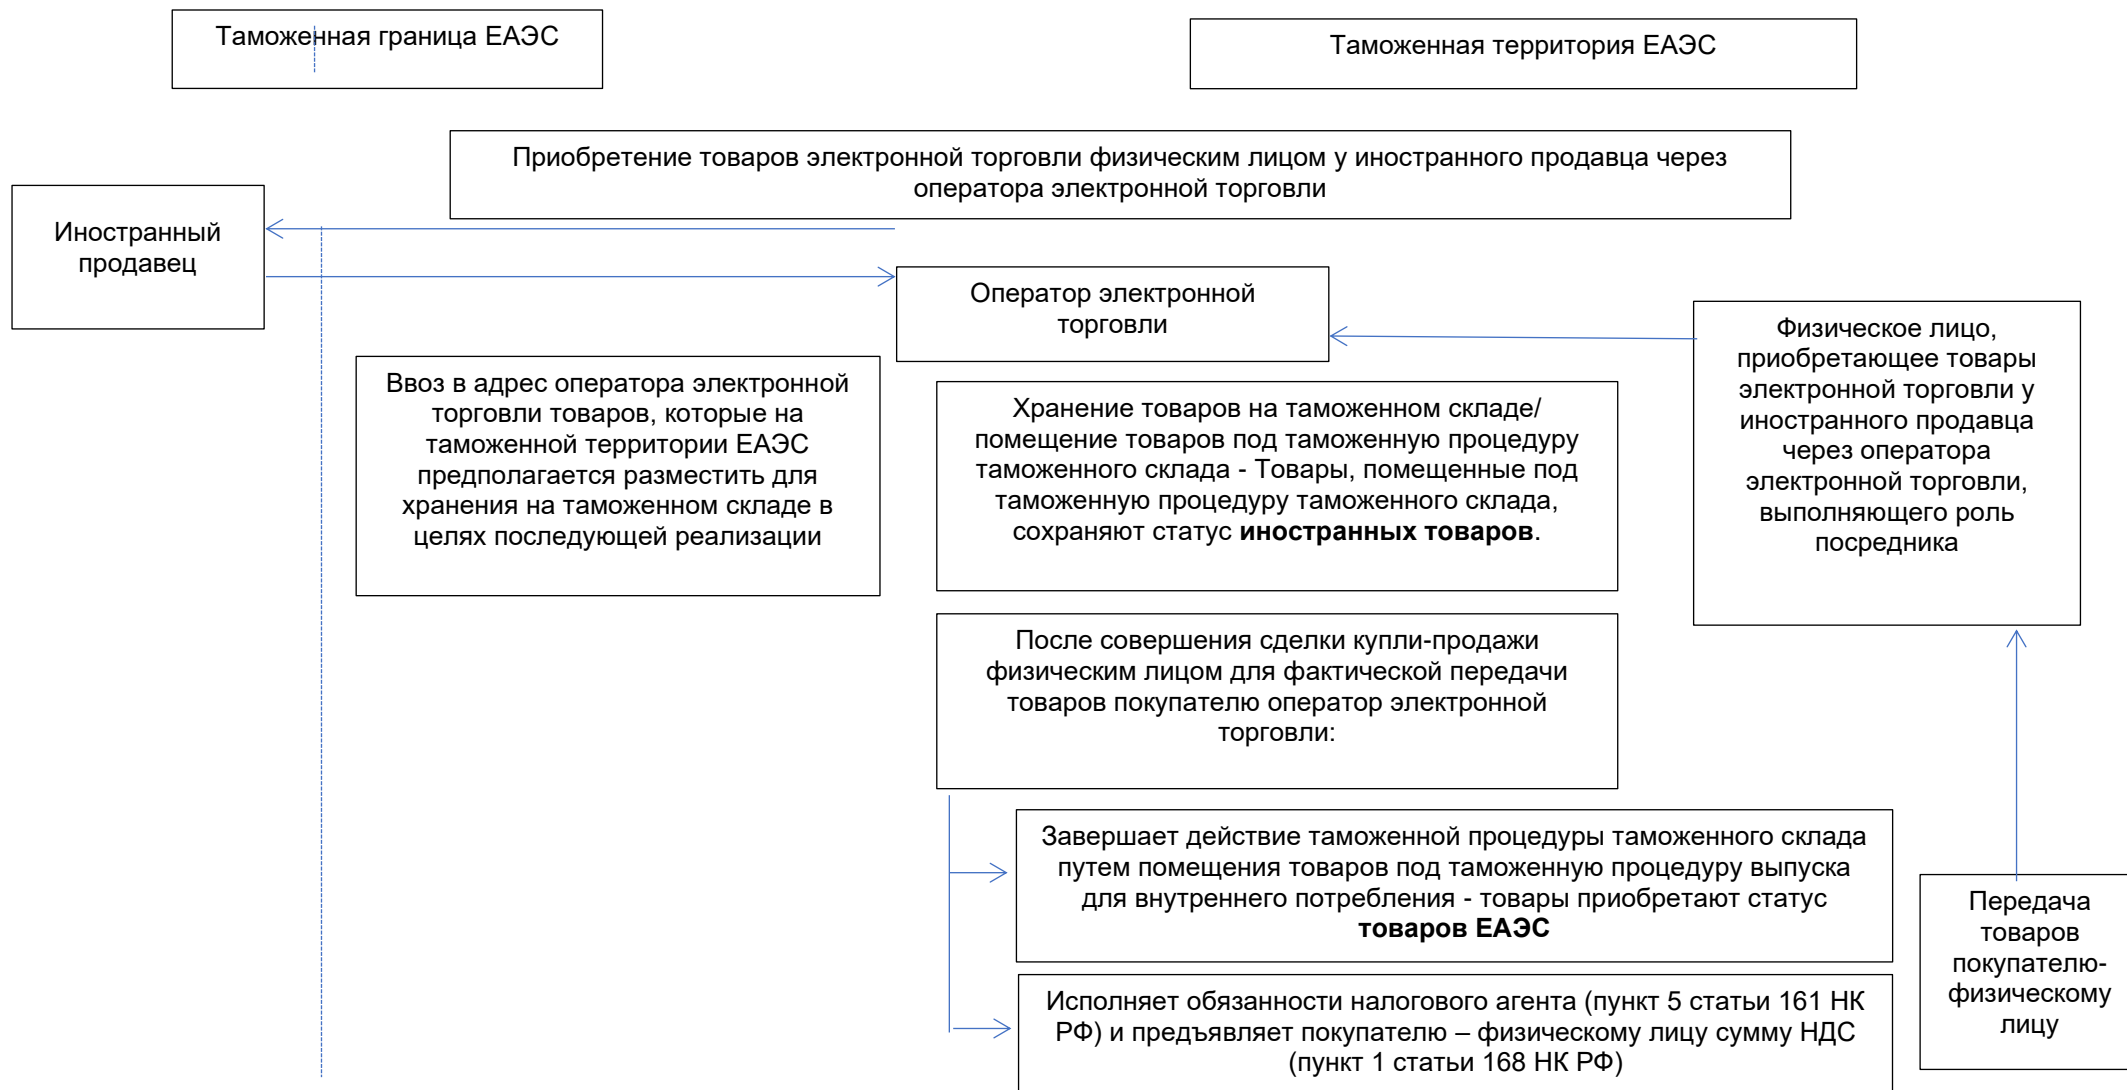 Таможенная граница ЕАЭС
Таможенная территория ЕАЭС
Приобретение товаров электронной торговли физическим лицом у иностранного продавца через
оператора электронной торговли
Иностранный
продавец
Оператор электронной
торговли
Физическое лицо,
приобретающее товары
электронной торговли у
иностранного продавца
через оператора
электронной торговли,
выполняющего роль
посредника
Ввоз в адрес оператора электронной
торговли товаров, которые на
таможенной территории ЕАЭС
предполагается разместить для
хранения на таможенном складе в
целях последующей реализации
Хранение товаров на таможенном складе/
помещение товаров под таможенную процедуру
таможенного склада - Товары, помещенные под
таможенную процедуру таможенного склада,
сохраняют статус иностранных товаров.
После совершения сделки купли-продажи
физическим лицом для фактической передачи
товаров покупателю оператор электронной
торговли:
Завершает действие таможенной процедуры таможенного склада
путем помещения товаров под таможенную процедуру выпуска
для внутреннего потребления - товары приобретают статус
товаров ЕАЭС
Передача
товаров
покупателю-
физическому
лицу
Исполняет обязанности налогового агента (пункт 5 статьи 161 НК
РФ) и предъявляет покупателю – физическому лицу сумму НДС
(пункт 1 статьи 168 НК РФ)